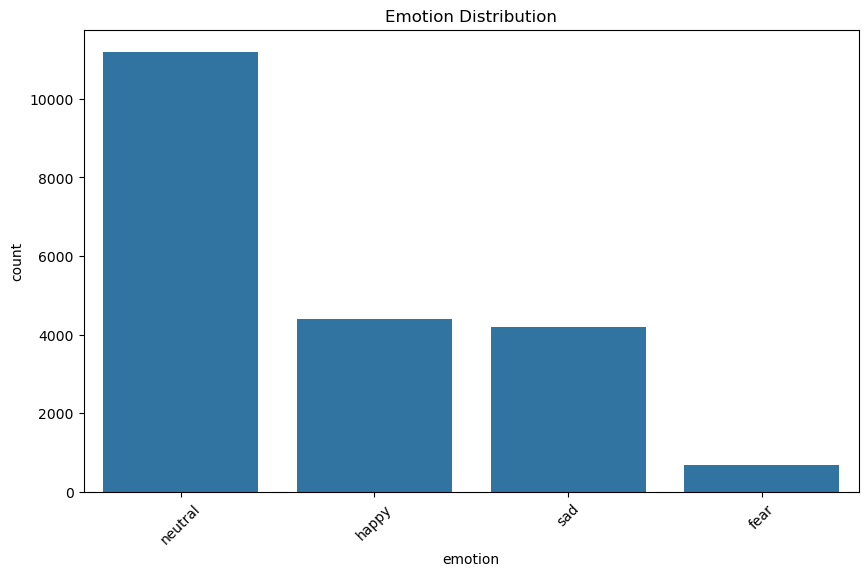 Emotion Distribution
count
10000
8000
6000
4000
2000
0
neutral
happy
sad
fear
emotion